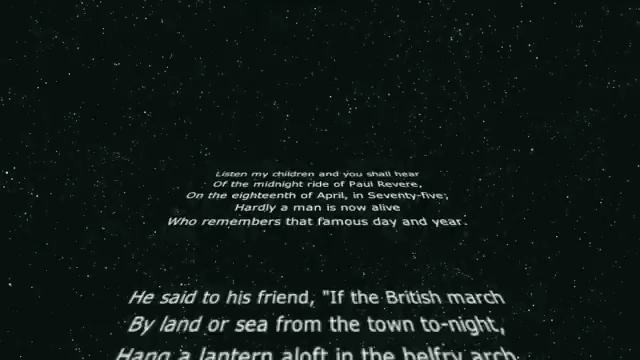 Listen my children and you shall hear
Of the midnight ride of Paul Revere,
On the eighteenth of April, in Seventy-five;
Hardly a man is now alive
Who remembers that famous day and year.
He said to his friend, "If the British march
By land or sea from the town to-night,
Hang a lantern aloft in the belfry arch